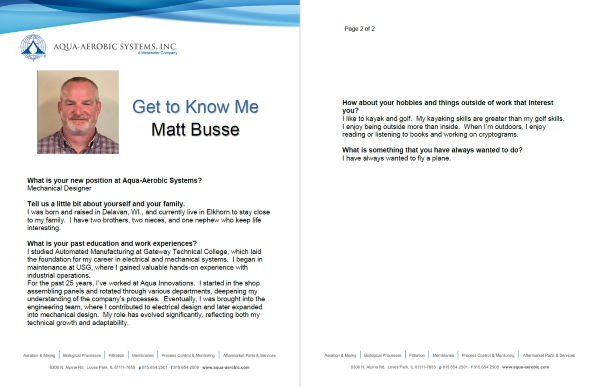 AQUA-AEROBIC SYSTEMS, INC.
A Metawater Company
Get to Know Me
Matt Busse
What is your new position at Aqua-Aerobic Systems?
Mechanical Designer
Tell us a little bit about yourself and your family.
I was born and raised in Delavan, WI., and currently live in Elkhorn to stay close
to my family.  I have two brothers, two nieces, and one nephew who keep life
interesting.
What is your past education and work experiences?
I studied Automated Manufacturing at Gateway Technical College, which laid
the foundation for my career in electrical and mechanical systems.  I began in
maintenance at USG, where I gained valuable hands-on experience with
industrial operations.
For the past 25 years, I've worked at Aqua Innovations.  I started in the shop
assembling panels and rotated through various departments, deepening my
understanding of the company's processes.  Eventually, I was brought into the
engineering team, where I contributed to electrical design and later expanded
into mechanical design.  My role has evolved significantly, reflecting both my
technical growth and adaptability.
Aeration & Mixing | Biological Processes | Filtration | Membranes | Process Control & Monitoring | Aftermarket Parts & Services
6306 N. Alpine Rd.  Loves Park, IL 61111-7655  p 815.654.2501  f 815.654.2508  www.aqua-aerobic.com
Page 2 of 2
How about your hobbies and things outside of work that interest
you?
I like to kayak and golf.  My kayaking skills are greater than my golf skills.
I enjoy being outside more than inside.  When I'm outdoors, I enjoy
reading or listening to books and working on cryptograms.
What is something that you have always wanted to do?
I have always wanted to fly a plane.
Aeration & Mixing | Biological Processes | Filtration | Membranes | Process Control & Monitoring | Aftermarket Parts & Services
6306 N. Alpine Rd.  Loves Park, IL 61111-7655  p 815.654.2501  f 815.654.2508  www.aqua-aerobic.com